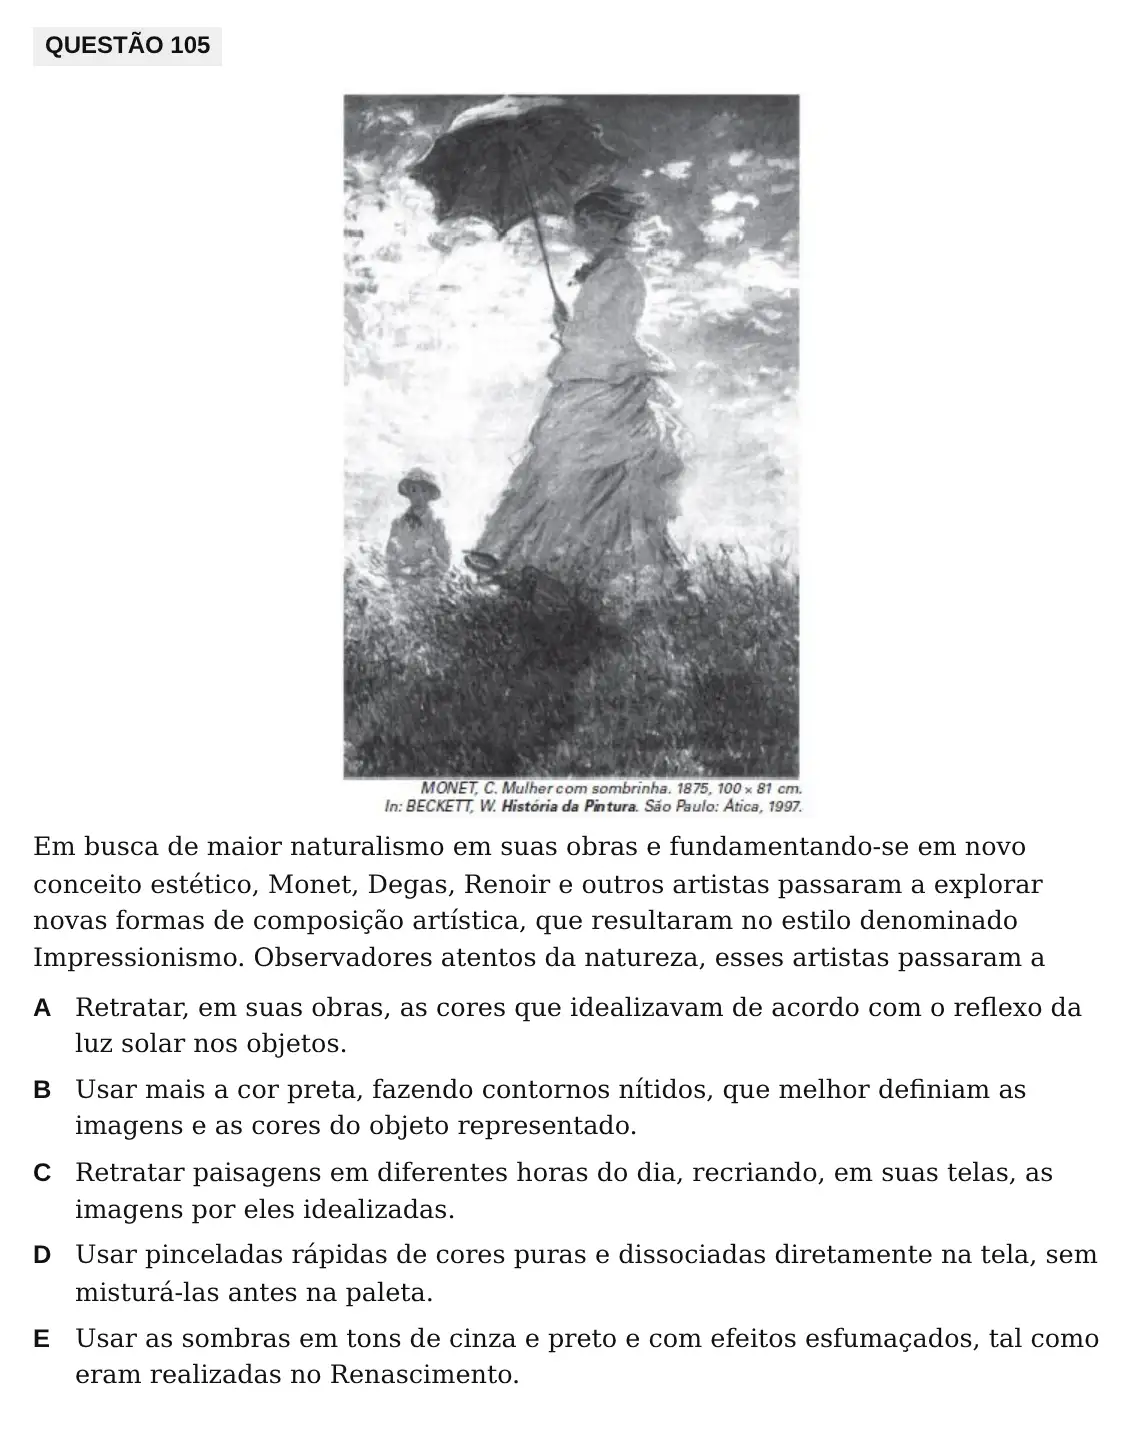 QUESTÃO 105
MONET, C. Mulher com sombrinha. 1875, 100 × 81 cm.
In: BECKETT, W. História da Pintura. São Paulo: Ática, 1997.
Em busca de maior naturalismo em suas obras e fundamentando-se em novo
conceito estético, Monet, Degas, Renoir e outros artistas passaram a explorar
novas formas de composição artística, que resultaram no estilo denominado
Impressionismo. Observadores atentos da natureza, esses artistas passaram a
A Retratar, em suas obras, as cores que idealizavam de acordo com o reflexo da
luz solar nos objetos.
B Usar mais a cor preta, fazendo contornos nítidos, que melhor definiam as
imagens e as cores do objeto representado.
C Retratar paisagens em diferentes horas do dia, recriando, em suas telas, as
imagens por eles idealizadas.
D Usar pinceladas rápidas de cores puras e dissociadas diretamente na tela, sem
misturá-las antes na paleta.
E Usar as sombras em tons de cinza e preto e com efeitos esfumaçados, tal como
eram realizadas no Renascimento.